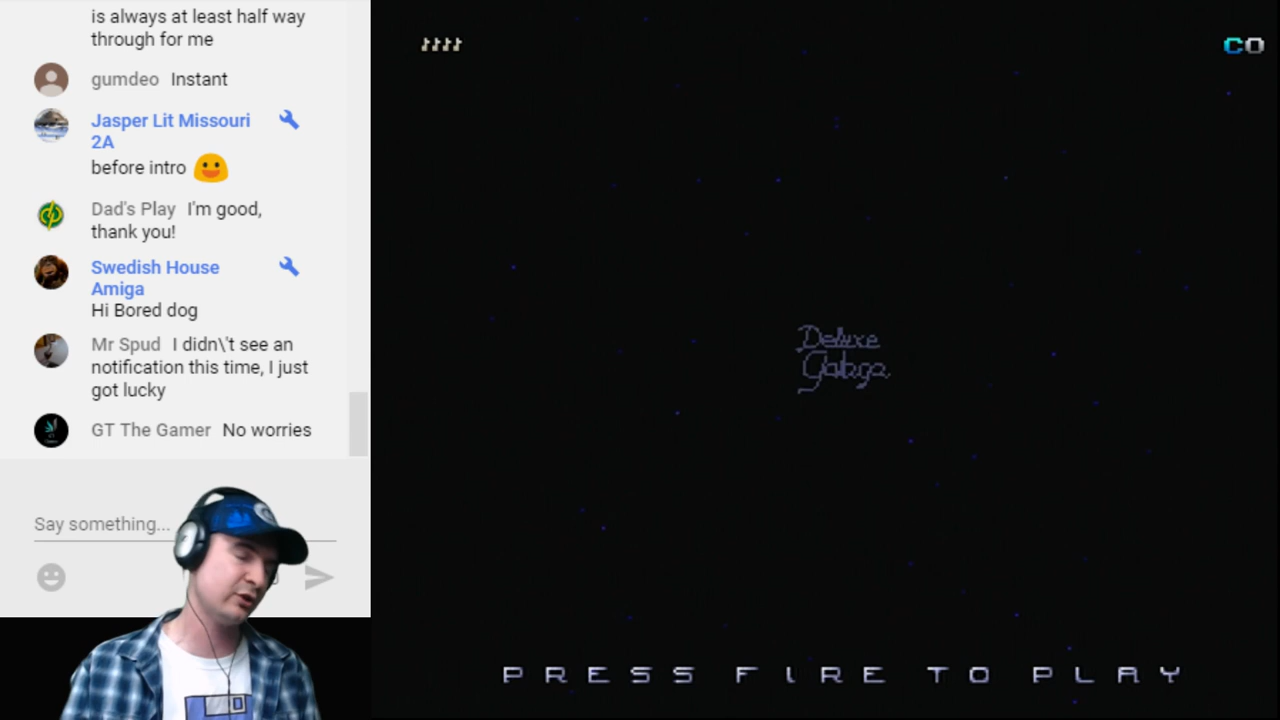 is always at least half way
through for me
gumdeo Instant
Jasper Lit Missouri
2A
before intro
Dad's Play I'm good,
thank you!
Swedish House
Amiga
Hi Bored dog
Mr Spud I didn\'t see an
notification this time, I just
got lucky
GT The Gamer No worries
Say something...
CO
Deluxe
Galaga
PRESS FIRE TO PLAY